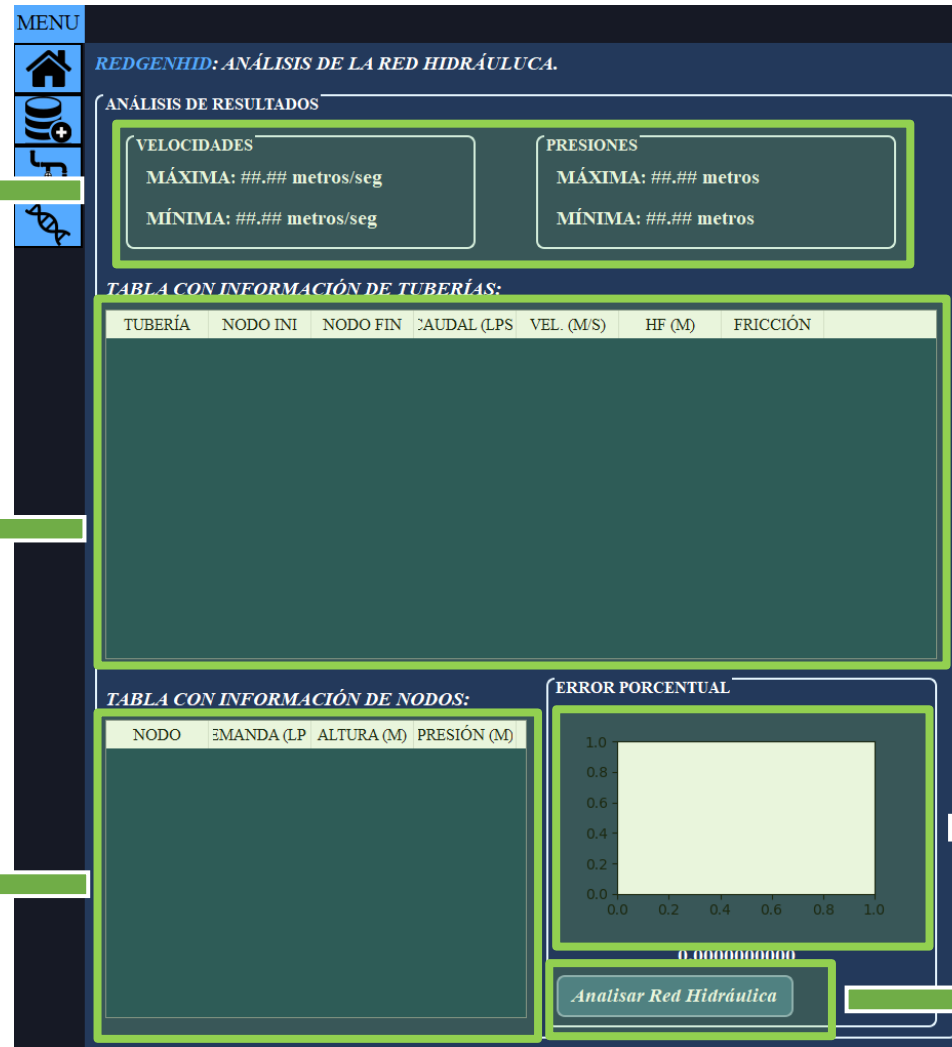 MENU
REDGENHID: ANÁLISIS DE LA RED HIDRÁULUCA.
ANÁLISIS DE RESULTADOS
VELOCIDADES
MÁXIMA: ##.## metros/seg
MÍNIMA: ##.## metros/seg
PRESIONES
MÁXIMA: ##.## metros
MÍNIMA: ##.## metros
TABLA CON INFORMACIÓN DE TUBERÍAS:
TUBERÍA NODO INI NODO FIN CAUDAL (LPS VEL. (M/S) HF (M) FRICCIÓN
TABLA CON INFORMACIÓN DE NODOS:
NODO EMANDA (LP ALTURA (M) PRESIÓN (M)
ERROR PORCENTUAL
1.0
0.8
0.6
0.4
0.2
0.0
0.0 0.2 0.4 0.6 0.8 1.0
0.0000000000
Analisar Red Hidráulica